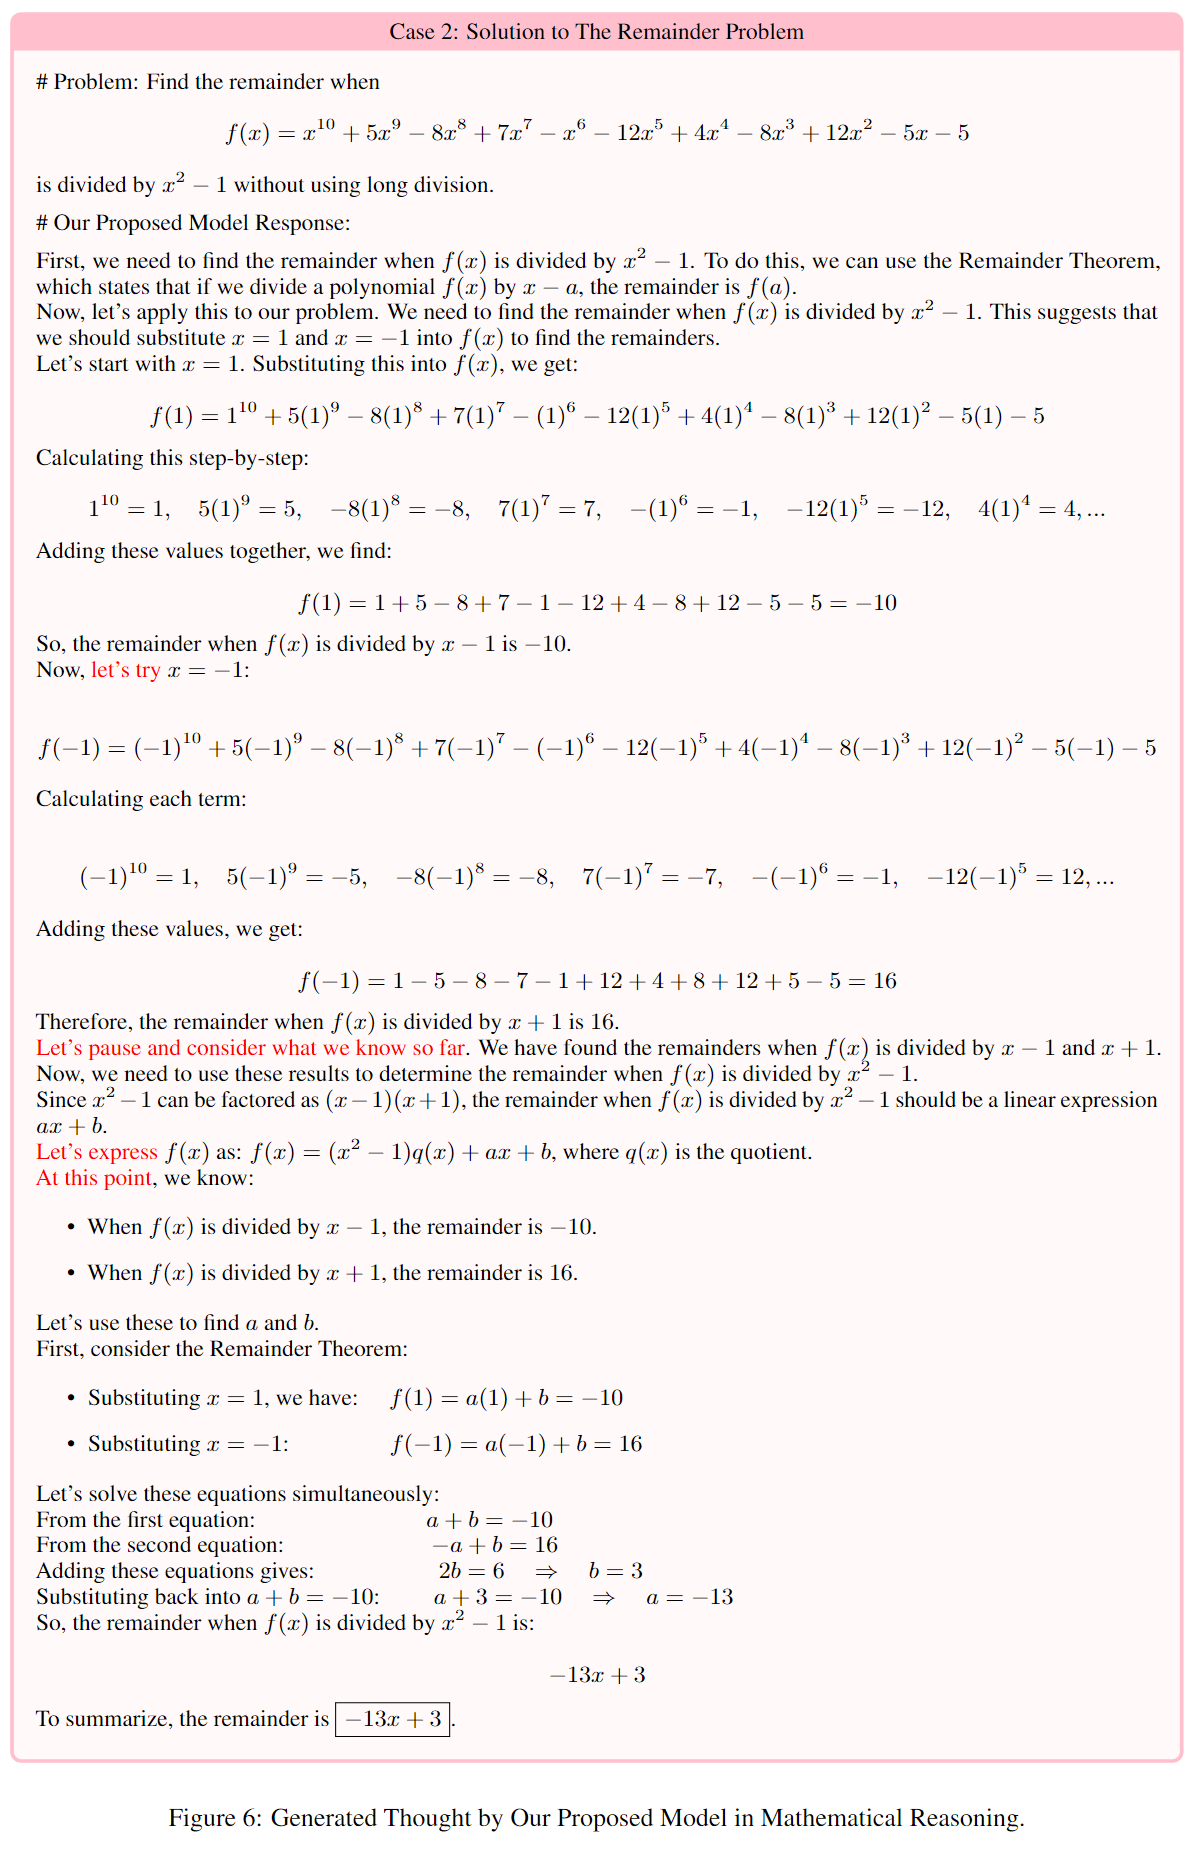 Case 2: Solution to The Remainder Problem
# Problem: Find the remainder when
f(x) = x^10 + 5x^9 − 8x^8 + 7x^7 − x^6 − 12x^5 + 4x^4 − 8x^3 + 12x^2 − 5x − 5
is divided by x^2 − 1 without using long division.
# Our Proposed Model Response:
First, we need to find the remainder when f(x) is divided by x^2 − 1. To do this, we can use the Remainder Theorem,
which states that if we divide a polynomial f(x) by x − a, the remainder is f(a).
Now, let's apply this to our problem. We need to find the remainder when f(x) is divided by x^2 − 1. This suggests that
we should substitute x = 1 and x = −1 into f(x) to find the remainders.
Let's start with x = 1. Substituting this into f(x), we get:
f(1) = 1^10 + 5(1)^9 − 8(1)^8 + 7(1)^7 − (1)^6 − 12(1)^5 + 4(1)^4 − 8(1)^3 + 12(1)^2 − 5(1) − 5
Calculating this step-by-step:
1^10 = 1, 5(1)^9 = 5, −8(1)^8 = −8, 7(1)^7 = 7, −(1)^6 = −1, −12(1)^5 = −12, 4(1)^4 = 4, ...
Adding these values together, we find:
f(1) = 1 + 5 − 8 + 7 − 1 − 12 + 4 − 8 + 12 − 5 − 5 = −10
So, the remainder when f(x) is divided by x − 1 is −10.
Now, let's try x = −1:
f(−1) = (−1)^10 + 5(−1)^9 − 8(−1)^8 + 7(−1)^7 − (−1)^6 − 12(−1)^5 + 4(−1)^4 − 8(−1)^3 + 12(−1)^2 − 5(−1) − 5
Calculating each term:
(−1)^10 = 1, 5(−1)^9 = −5, −8(−1)^8 = −8, 7(−1)^7 = −7, −(−1)^6 = −1, −12(−1)^5 = 12, ...
Adding these values, we get:
f(−1) = 1 − 5 − 8 − 7 − 1 + 12 + 4 + 8 + 12 + 5 − 5 = 16
Therefore, the remainder when f(x) is divided by x + 1 is 16.
Let's pause and consider what we know so far. We have found the remainders when f(x) is divided by x − 1 and x + 1.
Now, we need to use these results to determine the remainder when f(x) is divided by x^2 − 1.
Since x^2 − 1 can be factored as (x − 1)(x + 1), the remainder when f(x) is divided by x^2 − 1 should be a linear expression
ax + b.
Let's express f(x) as: f(x) = (x^2 − 1)q(x) + ax + b, where q(x) is the quotient.
At this point, we know:
• When f(x) is divided by x − 1, the remainder is −10.
• When f(x) is divided by x + 1, the remainder is 16.
Let's use these to find a and b.
First, consider the Remainder Theorem:
• Substituting x = 1, we have: f(1) = a(1) + b = −10
• Substituting x = −1: f(−1) = a(−1) + b = 16
Let's solve these equations simultaneously:
From the first equation: a + b = −10
From the second equation: −a + b = 16
Adding these equations gives: 2b = 6 ⇒ b = 3
Substituting back into a + b = −10: a + 3 = −10 ⇒ a = −13
So, the remainder when f(x) is divided by x^2 − 1 is:
−13x + 3
To summarize, the remainder is −13x + 3.
Figure 6: Generated Thought by Our Proposed Model in Mathematical Reasoning.